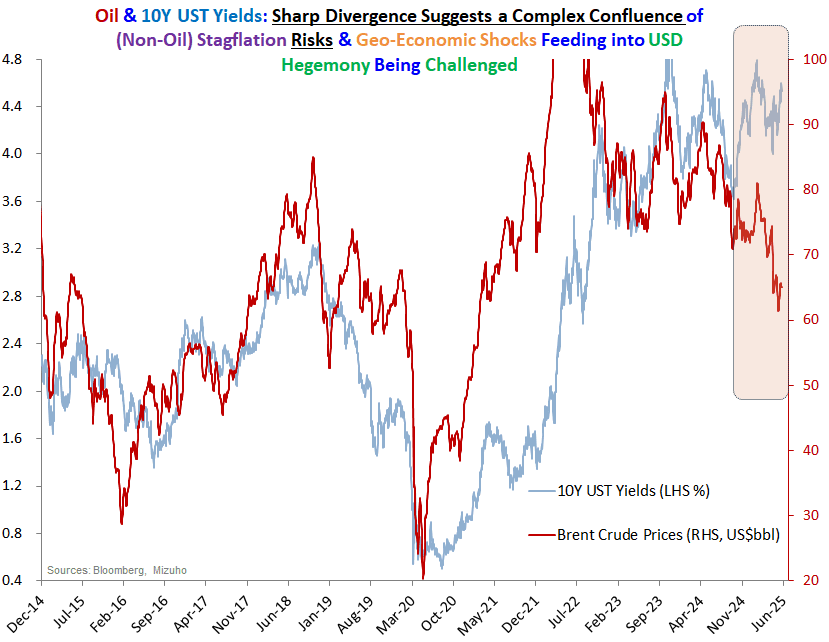 Oil & 10Y UST Yields: Sharp Divergence Suggests a Complex Confluence of
(Non-Oil) Stagflation Risks & Geo-Economic Shocks Feeding into USD
Hegemony Being Challenged
4.8
4.4
4.0
3.6
3.2
2.8
2.4
2.0
1.6
1.2
0.8
0.4
100
90
80
70
60
50
40
30
20
10Y UST Yields (LHS %)
Brent Crude Prices (RHS, US$bbl)
Sources: Bloomberg, Mizuho
Dec-14
Jul-15
Feb-16
Sep-16
Apr-17
Nov-17
Jun-18
Jan-19
Aug-19
Mar-20
Oct-20
May-21
Dec-21
Jul-22
Feb-23
Sep-23
Apr-24
Nov-24
Jun-25